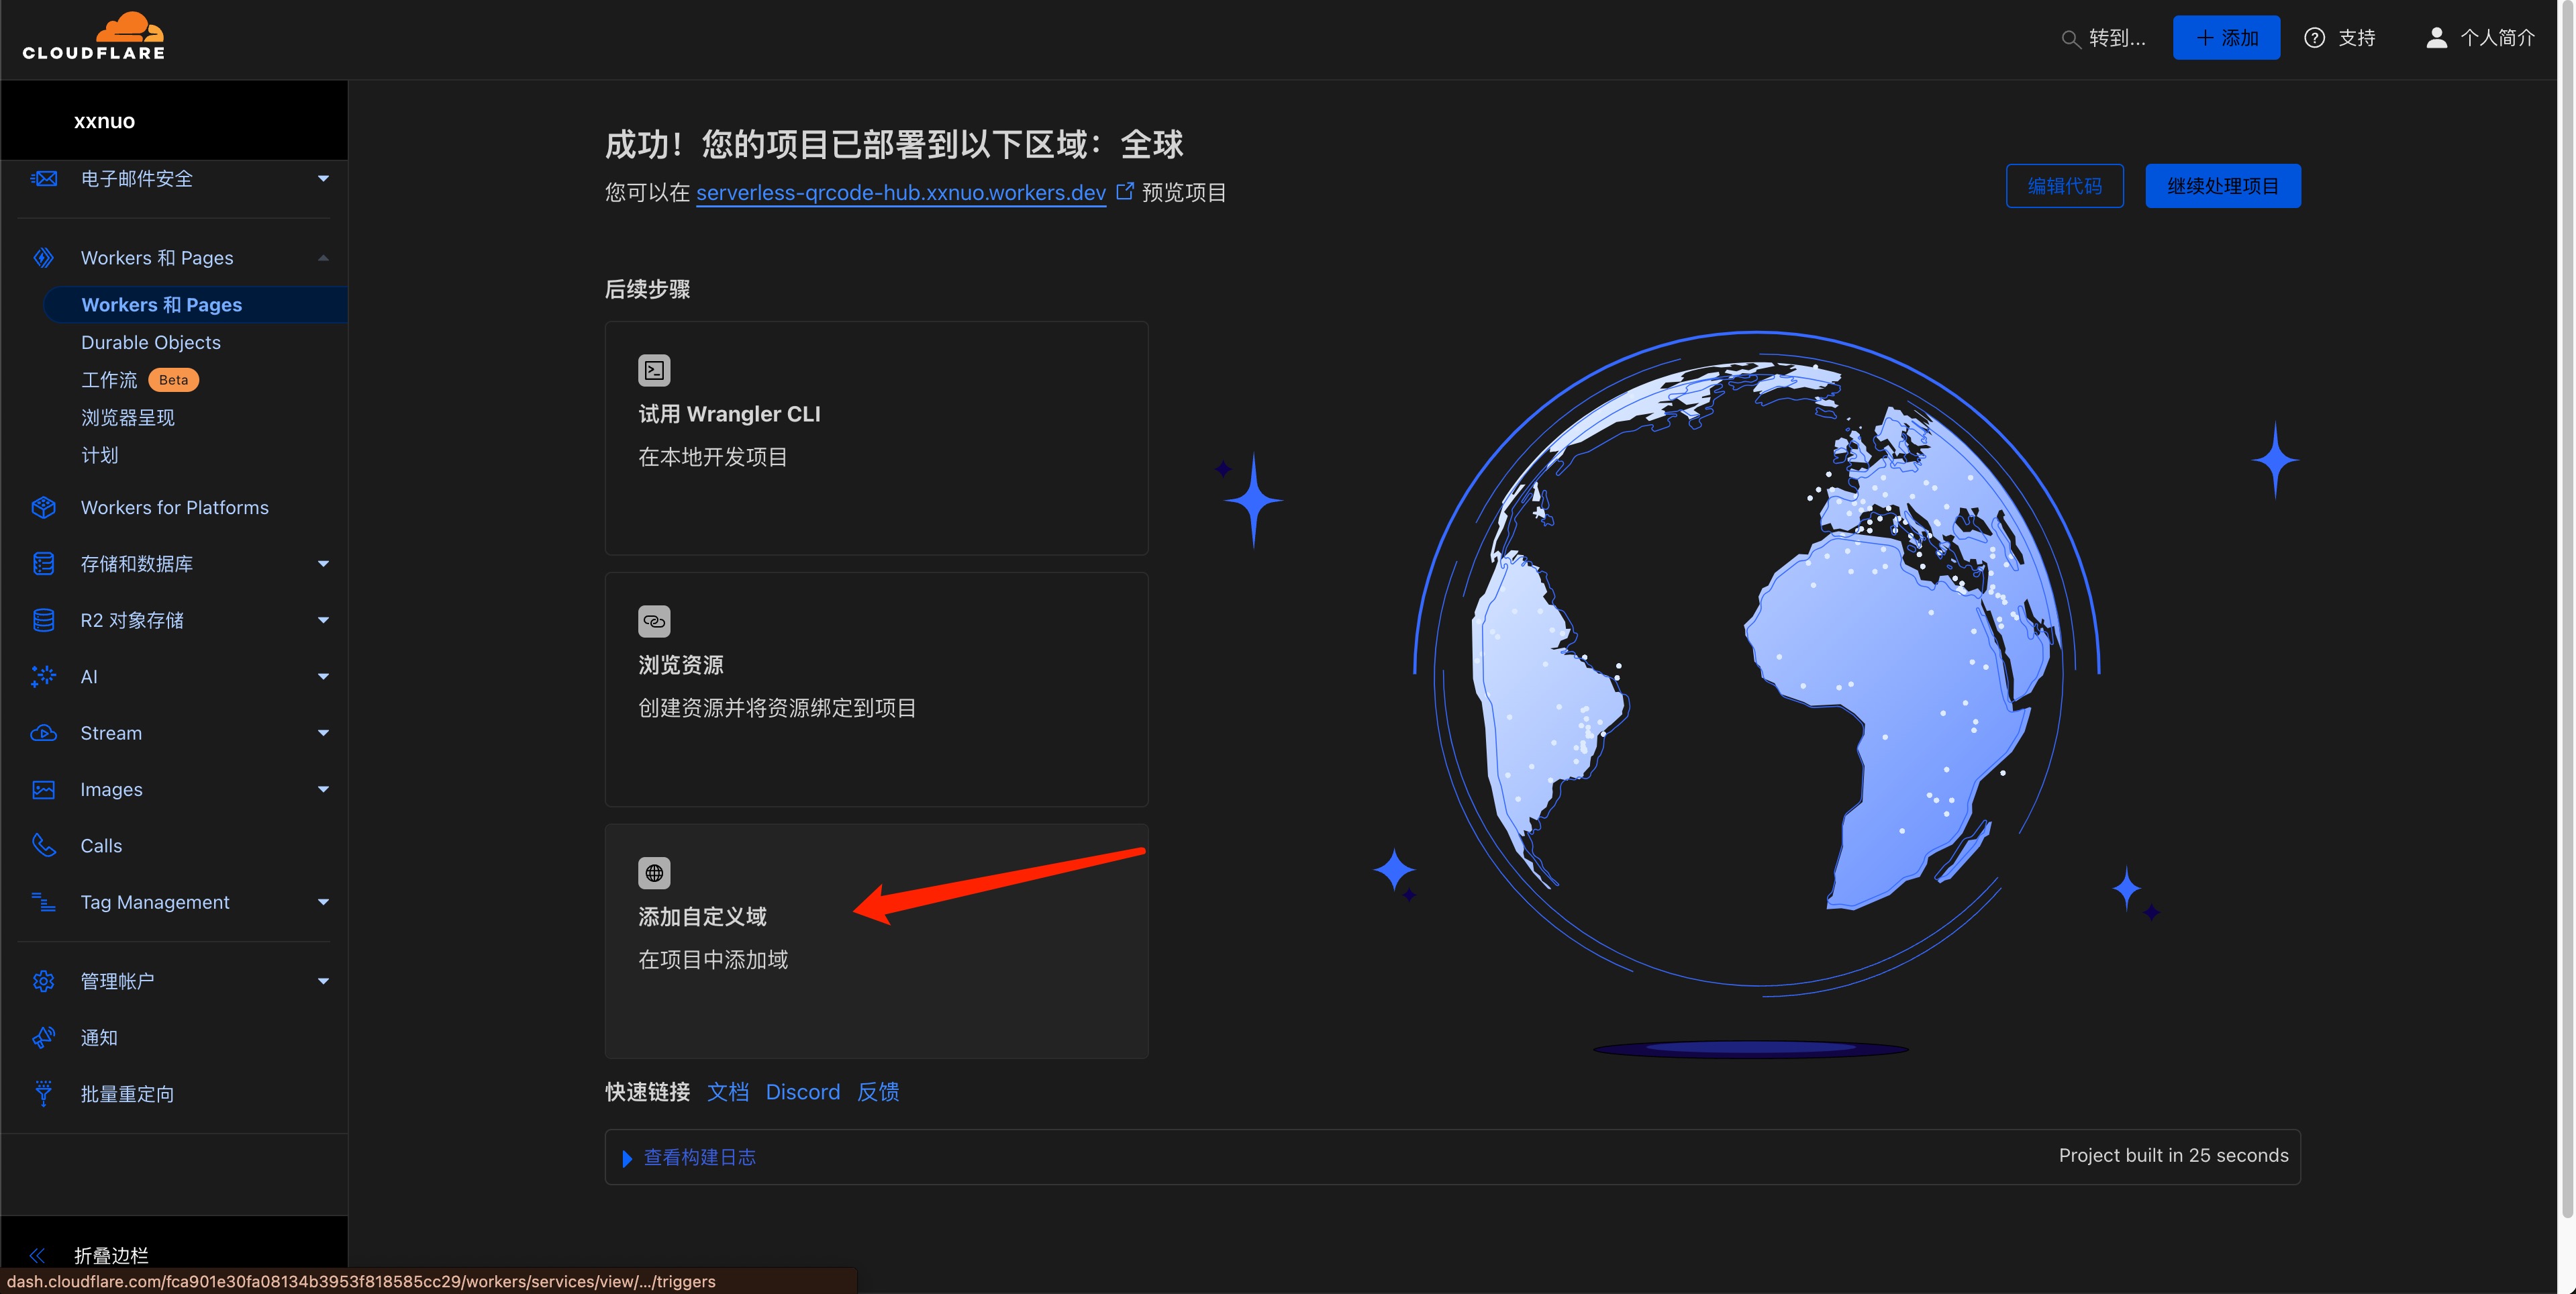 CLOUDFLARE
转到...
添加
支持
个人简介
xxnuo
电子邮件安全
Workers 和 Pages
Workers 和 Pages
Durable Objects
工作流 Beta
浏览器呈现
计划
Workers for Platforms
存储和数据库
R2 对象存储
AI
Stream
Images
Calls
Tag Management
管理帐户
通知
批量重定向
折叠边栏
成功！您的项目已部署到以下区域：全球
您可以在 serverless-qrcode-hub.xxnuo.workers.dev 预览项目
编辑代码
继续处理项目
后续步骤
试用 Wrangler CLI
在本地开发项目
浏览资源
创建资源并将资源绑定到项目
添加自定义域
在项目中添加域
快速链接 文档 Discord 反馈
查看构建日志
Project built in 25 seconds
dash.cloudflare.com/fca901e30fa08134b3953f818585cc29/workers/services/view/.../triggers